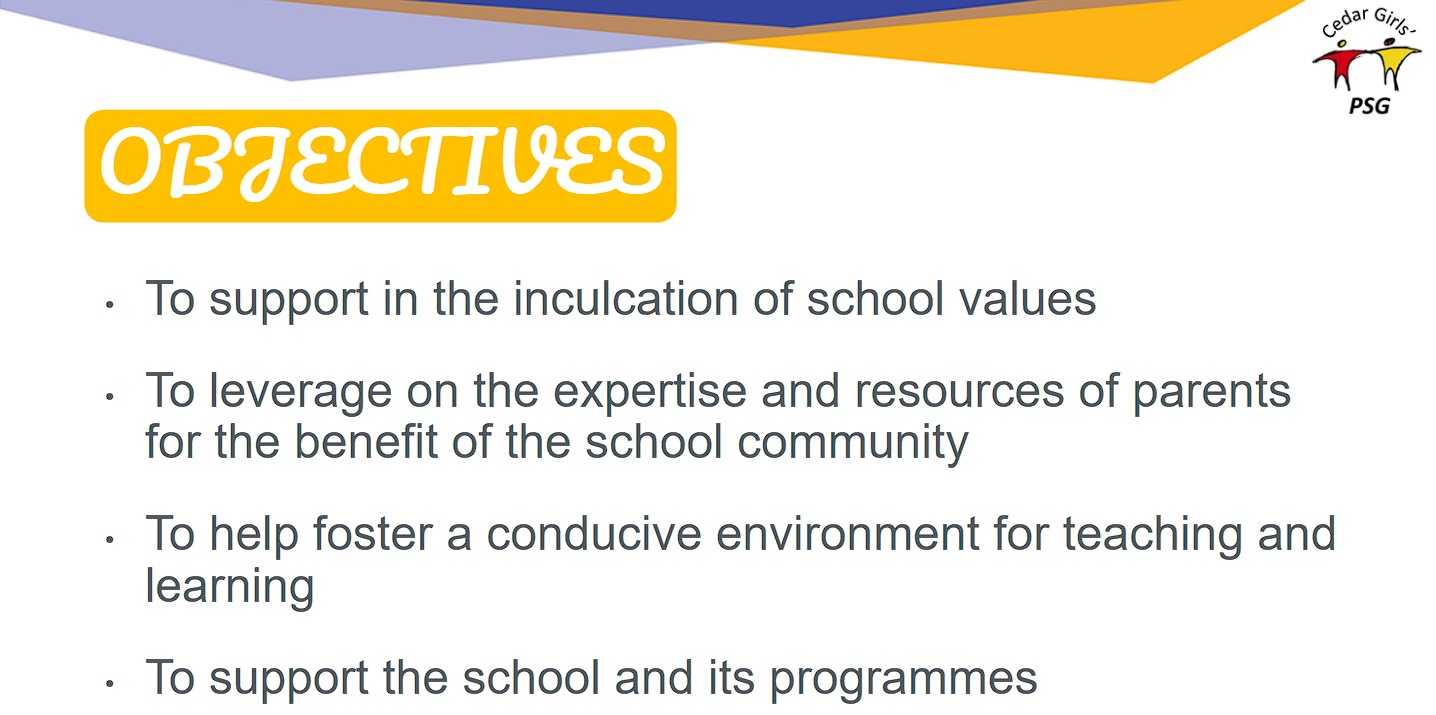 Cedar Girls'
PSG
OBJECTIVES
• To support in the inculcation of school values
• To leverage on the expertise and resources of parents
for the benefit of the school community
• To help foster a conducive environment for teaching and
learning
• To support the school and its programmes